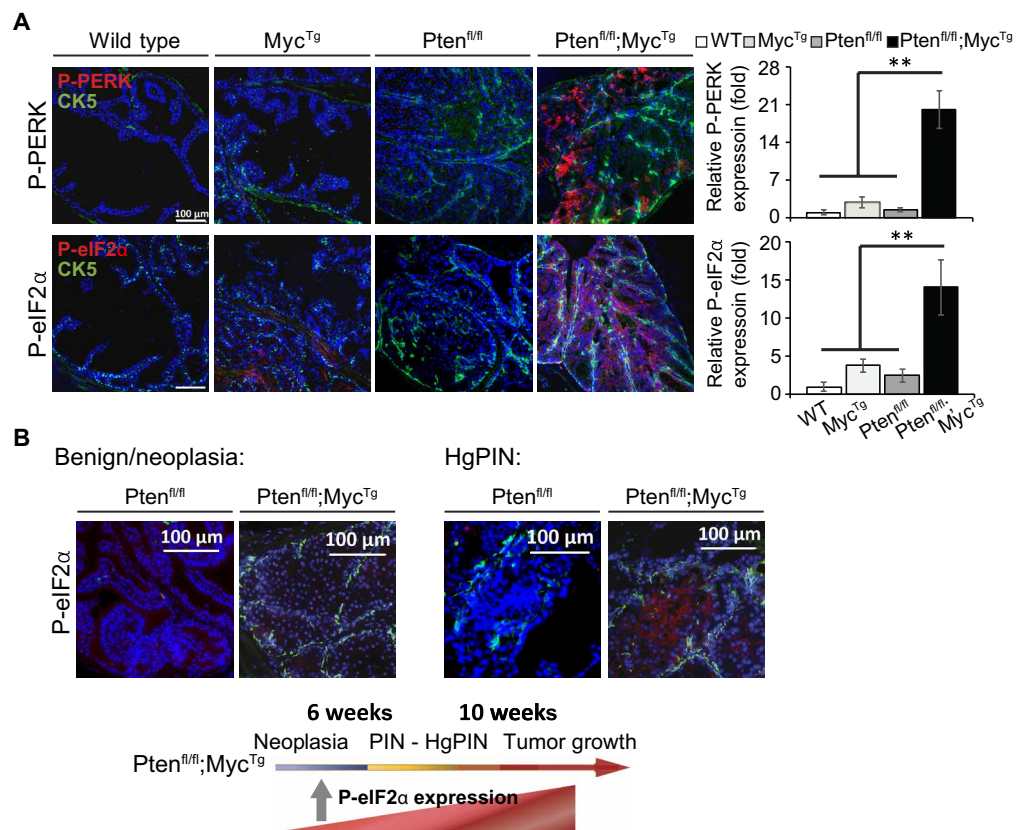 A
Wild type
Myc^Tg
Pten^fl/fl
Pten^fl/fl;Myc^Tg
WT Myc^Tg Pten^fl/fl Pten^fl/fl;Myc^Tg
P-PERK
P-PERK
CK5
100 µm
Relative P-PERK
expressoin (fold)
28
21
14
7
0
**
P-eIF2α
P-eIF2α
CK5
Relative P-eIF2α
expressoin (fold)
20
15
10
5
0
**
WT
Myc^Tg
Pten^fl/fl
Pten^fl/fl;
Myc^Tg
B
Benign/neoplasia:
HgPIN:
Pten^fl/fl
Pten^fl/fl;Myc^Tg
Pten^fl/fl
Pten^fl/fl;Myc^Tg
P-eIF2α
100 µm
100 µm
100 µm
100 µm
6 weeks
10 weeks
Neoplasia PIN - HgPIN Tumor growth
Pten^fl/fl;Myc^Tg
P-eIF2α expression